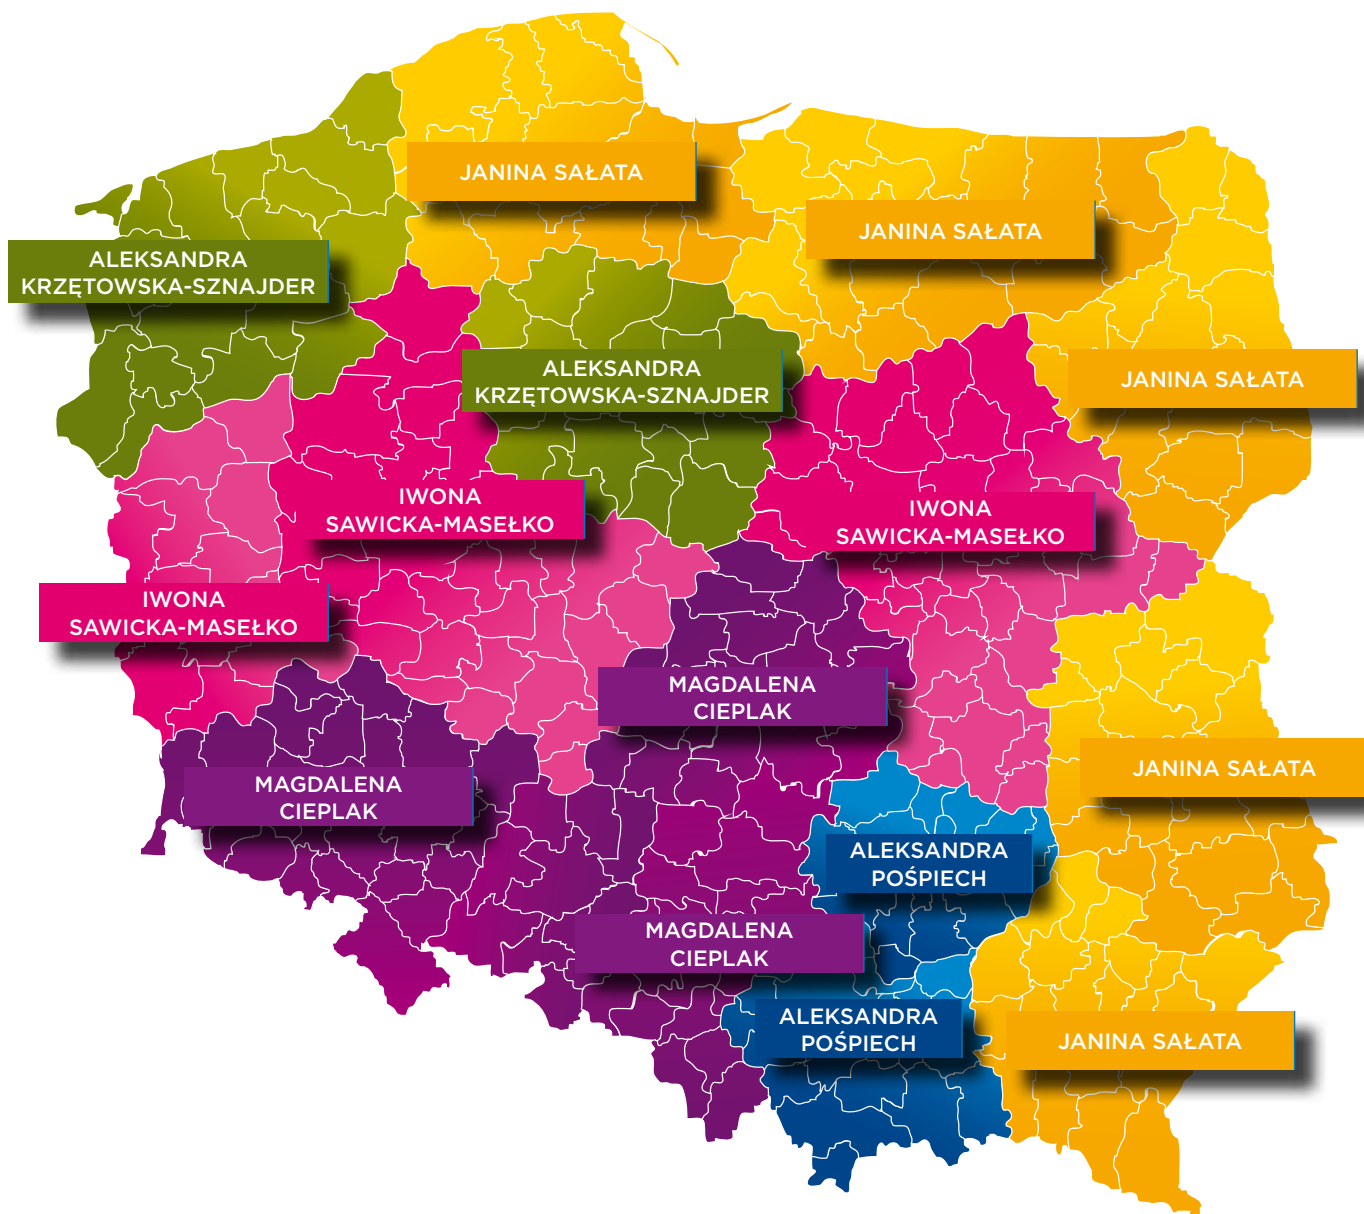 JANINA SAŁATA
JANINA SAŁATA
ALEKSANDRA
KRZĘTOWSKA-SZNAJDER
ALEKSANDRA
KRZĘTOWSKA-SZNAJDER
JANINA SAŁATA
IWONA
SAWICKA-MASEŁKO
IWONA
SAWICKA-MASEŁKO
IWONA
SAWICKA-MASEŁKO
MAGDALENA
CIEPLAK
JANINA SAŁATA
MAGDALENA
CIEPLAK
ALEKSANDRA
POŚPIECH
MAGDALENA
CIEPLAK
ALEKSANDRA
POŚPIECH
JANINA SAŁATA